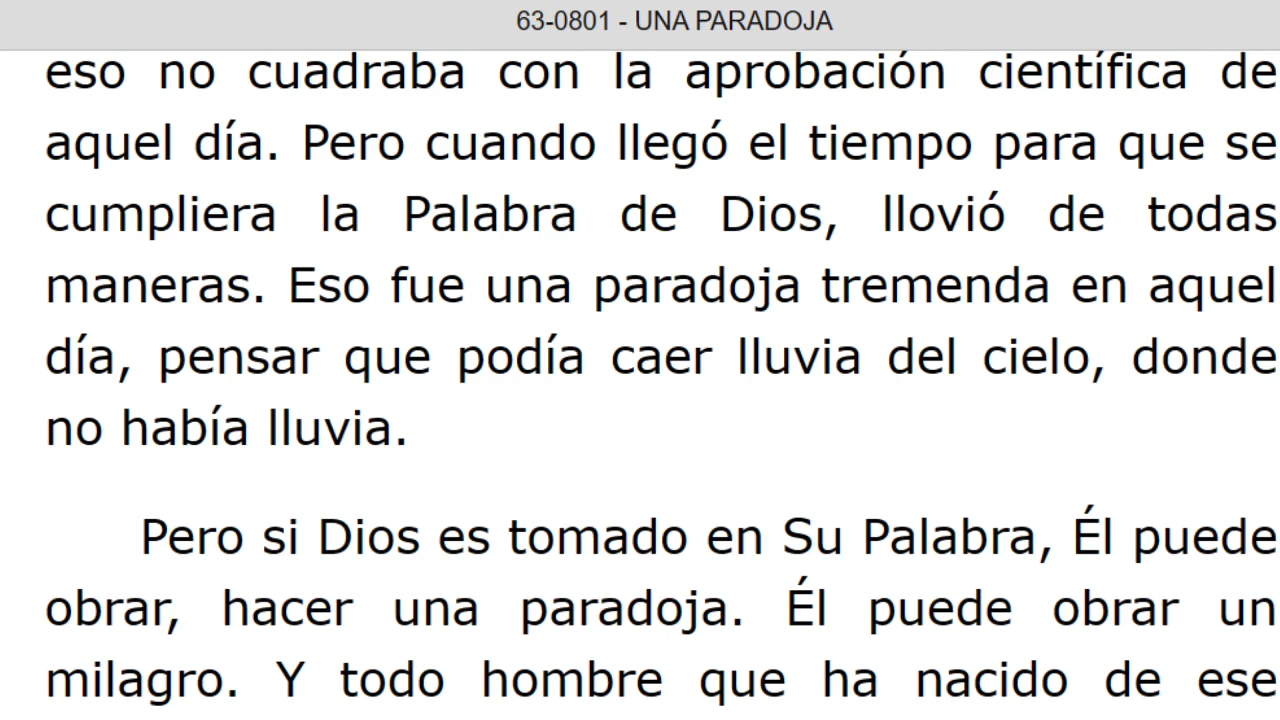 63-0801 - UNA PARADOJA
eso no cuadraba con la aprobación científica de
aquel día. Pero cuando llegó el tiempo para que se
cumpliera la Palabra de Dios, llovió de todas
maneras. Eso fue una paradoja tremenda en aquel
día, pensar que podía caer lluvia del cielo, donde
no había lluvia.
Pero si Dios es tomado en Su Palabra, Él puede
obrar, hacer una paradoja. Él puede obrar un
milagro. Y todo hombre que ha nacido de ese